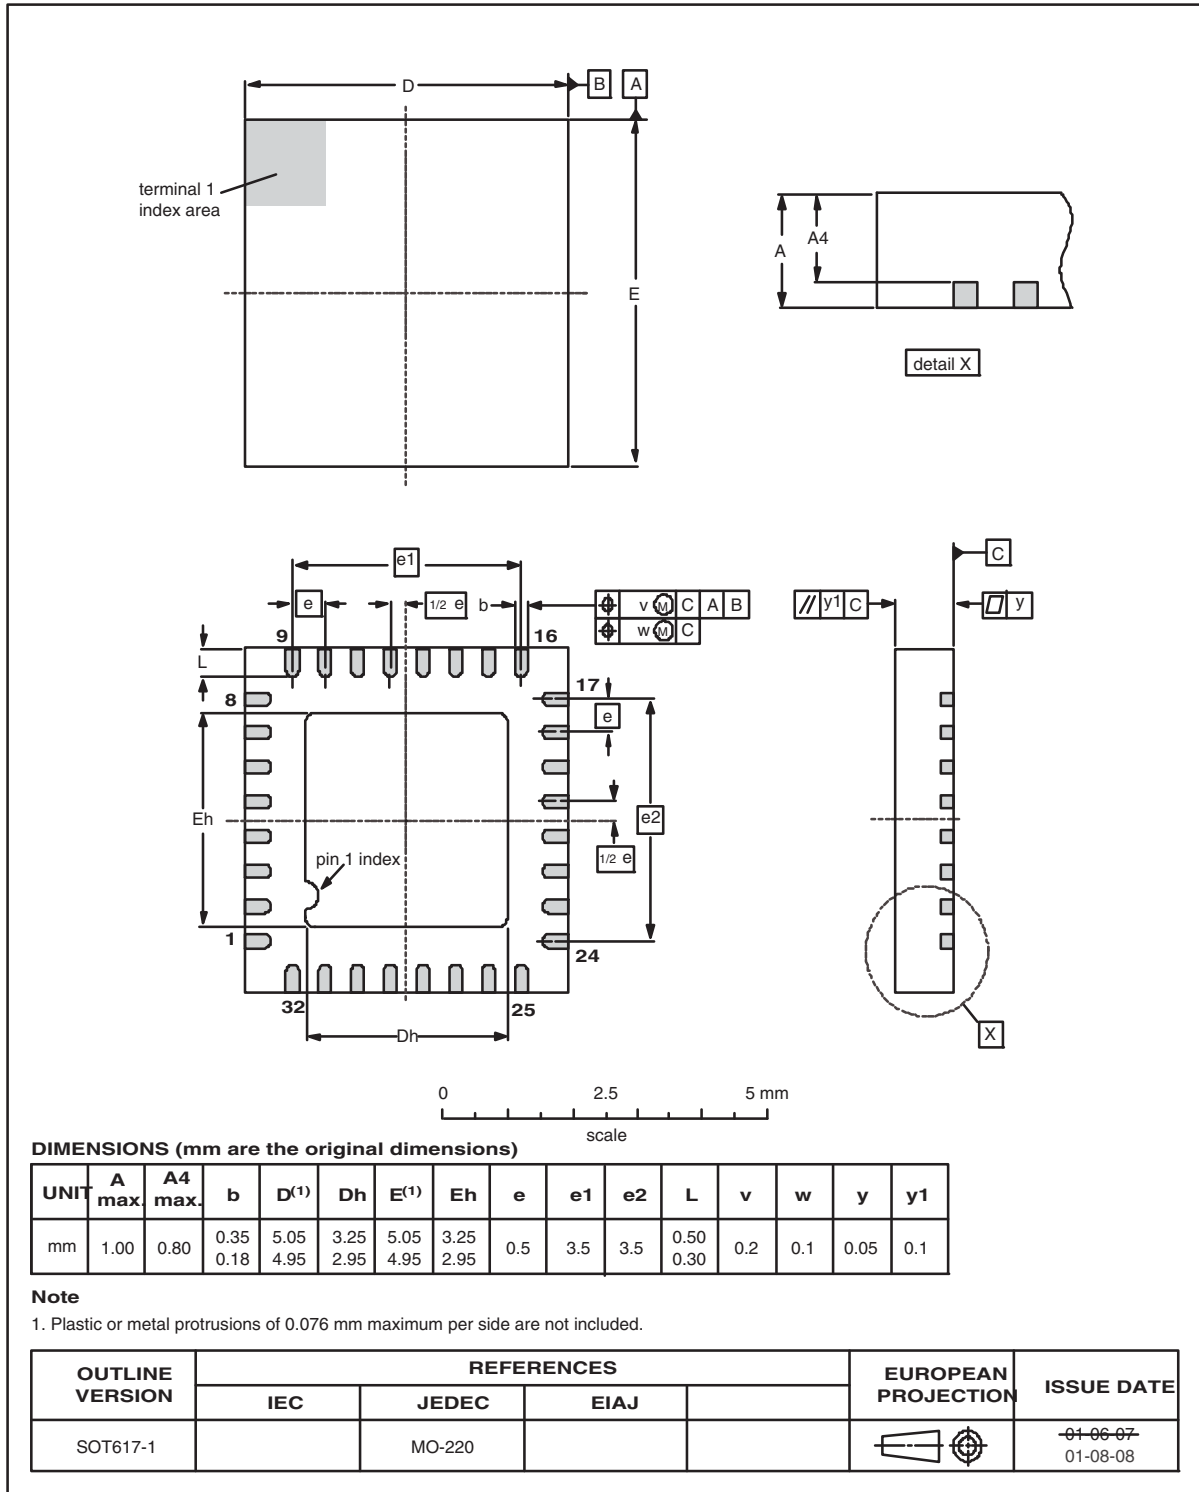 D
B
A
terminal 1
index area
E
A
A4
detail X
e1
C
e
1/2 e
b
v M C A B
w M C
// y1 C
y
9
16
L
8
17
e
Eh
e2
1/2 e
pin 1 index
1
24
32
25
Dh
X
0 2.5 5 mm
scale
DIMENSIONS (mm are the original dimensions)
UNIT A max. A4 max. b D(1) Dh E(1) Eh e e1 e2 L v w y y1
mm 1.00 0.80 0.35 0.18 5.05 4.95 3.25 2.95 5.05 4.95 3.25 2.95 0.5 3.5 3.5 0.50 0.30 0.2 0.1 0.05 0.1
Note
1. Plastic or metal protrusions of 0.076 mm maximum per side are not included.
OUTLINE VERSION
REFERENCES
EUROPEAN PROJECTION
ISSUE DATE
IEC JEDEC EIAJ
SOT617-1
MO-220
01-06-07
01-08-08